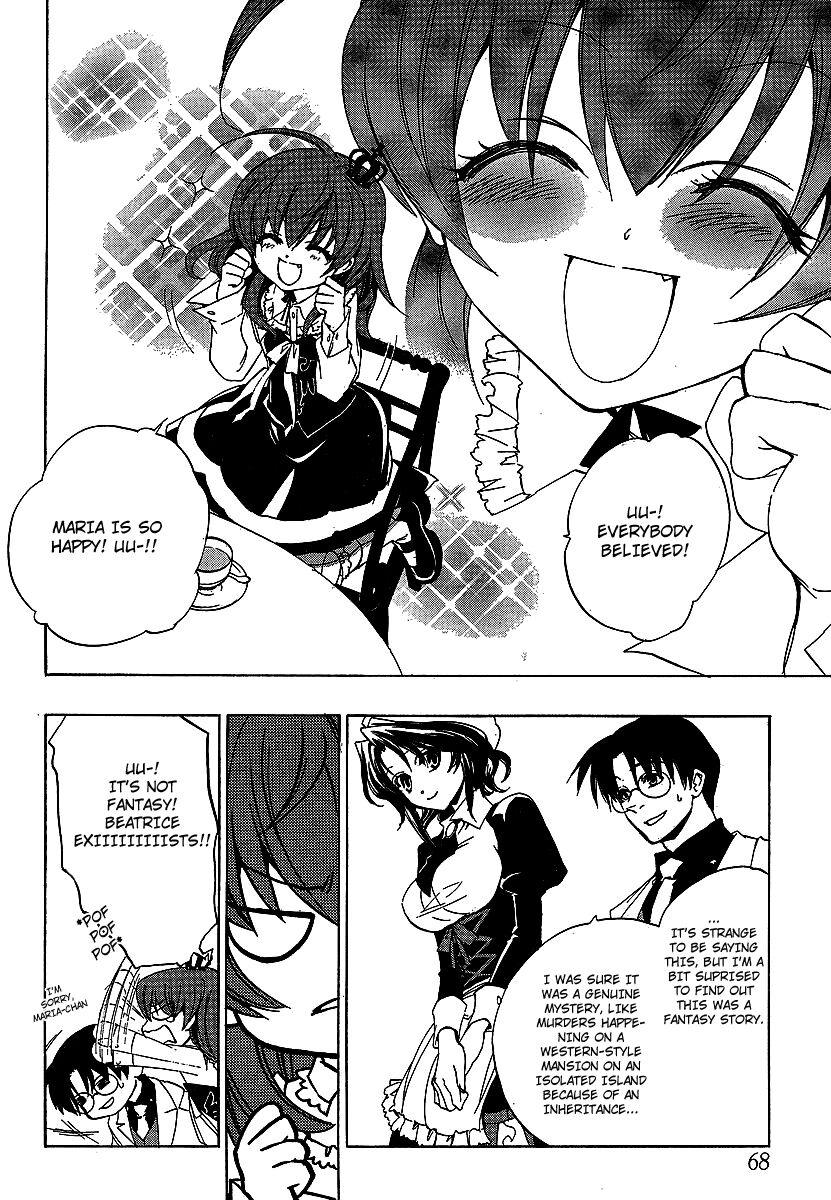 UU-!
EVERYBODY
BELIEVED!
MARIA IS SO
HAPPY! UU-!!
...
IT'S STRANGE
TO BE SAYING
THIS, BUT I'M A
BIT SUPRISED
TO FIND OUT
THIS WAS A
FANTASY STORY.
I WAS SURE IT
WAS A GENUINE
MYSTERY, LIKE
MURDERS HAPPE-
NING ON A
WESTERN-STYLE
MANSION ON AN
ISOLATED ISLAND
BECAUSE OF AN
INHERITANCE...
UU-!
IT'S NOT
FANTASY!
BEATRICE
EXIIIIIIIIISTS!!
*POF
POF
POF*
I'M
SORRY,
MARIA-CHAN
68